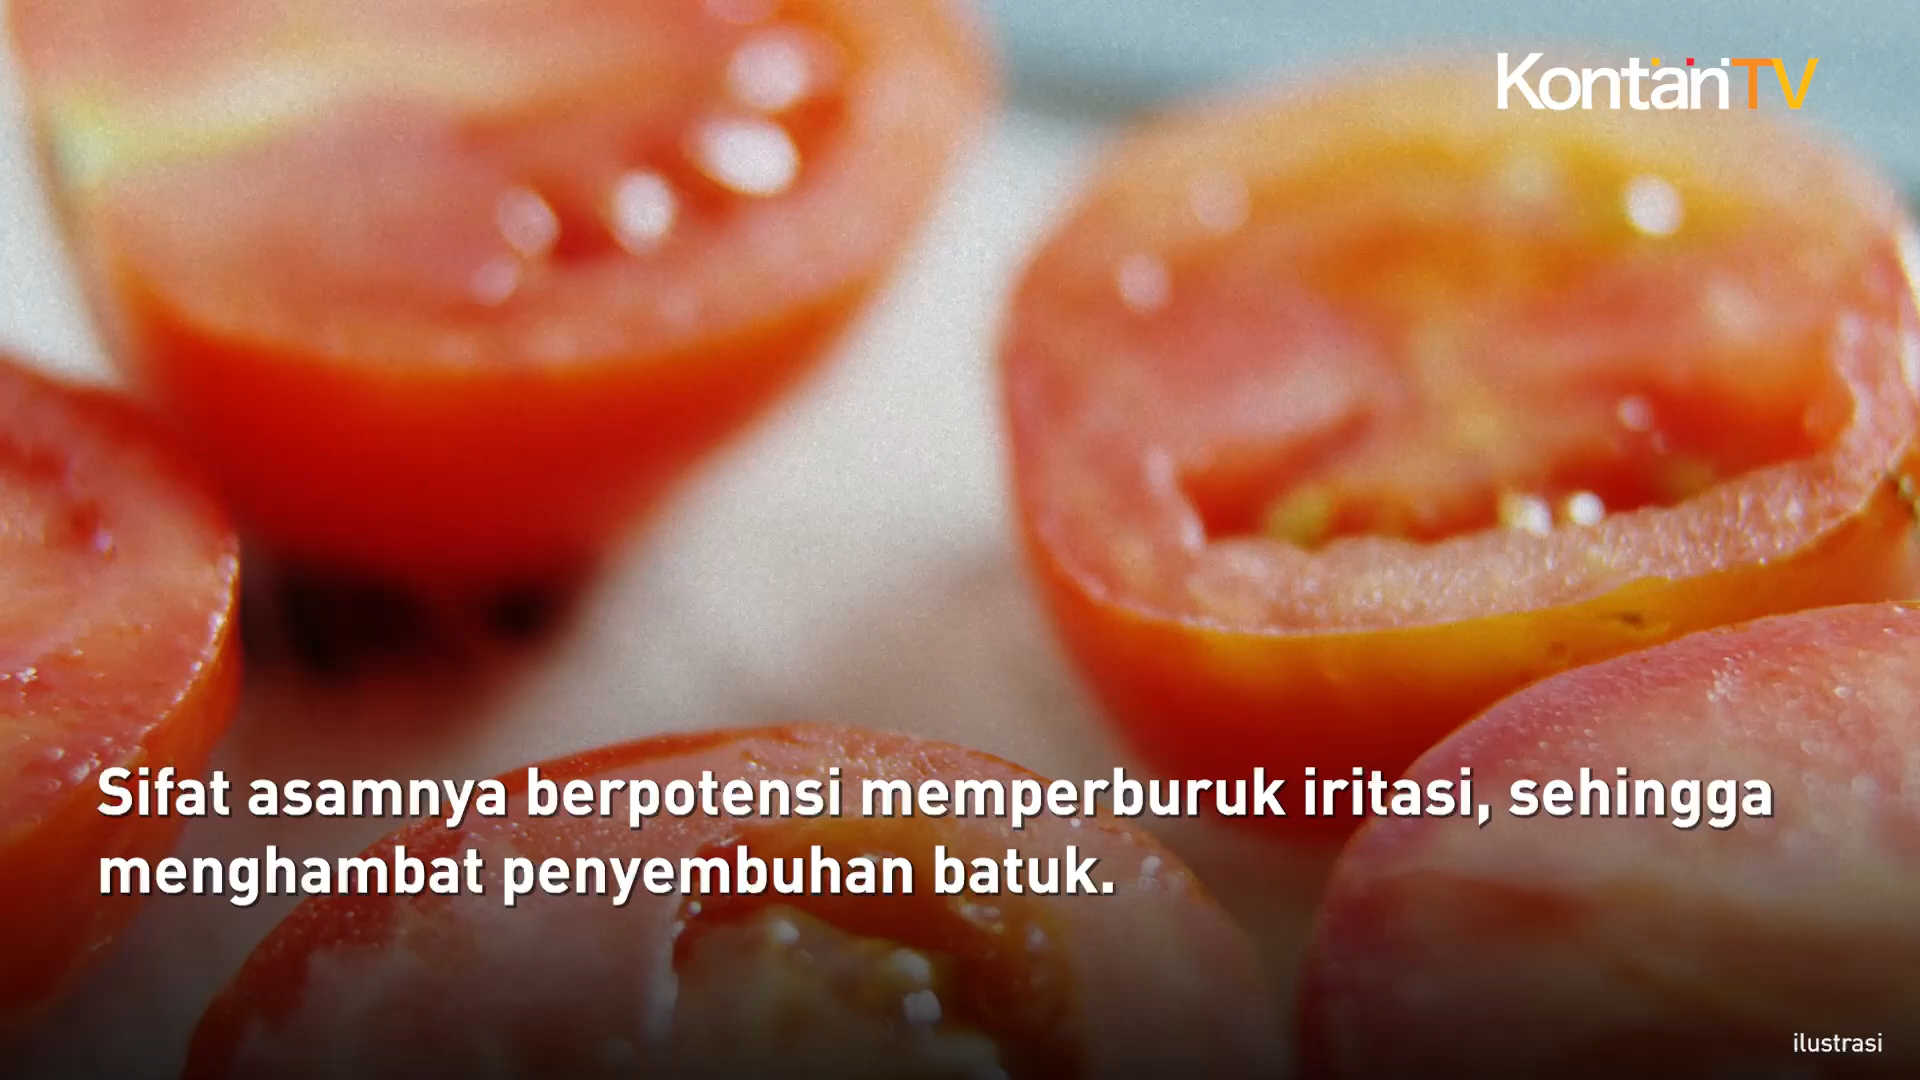 KontanTV
Sifat asamnya berpotensi memperburuk iritasi, sehingga
menghambat penyembuhan batuk.
ilustrasi